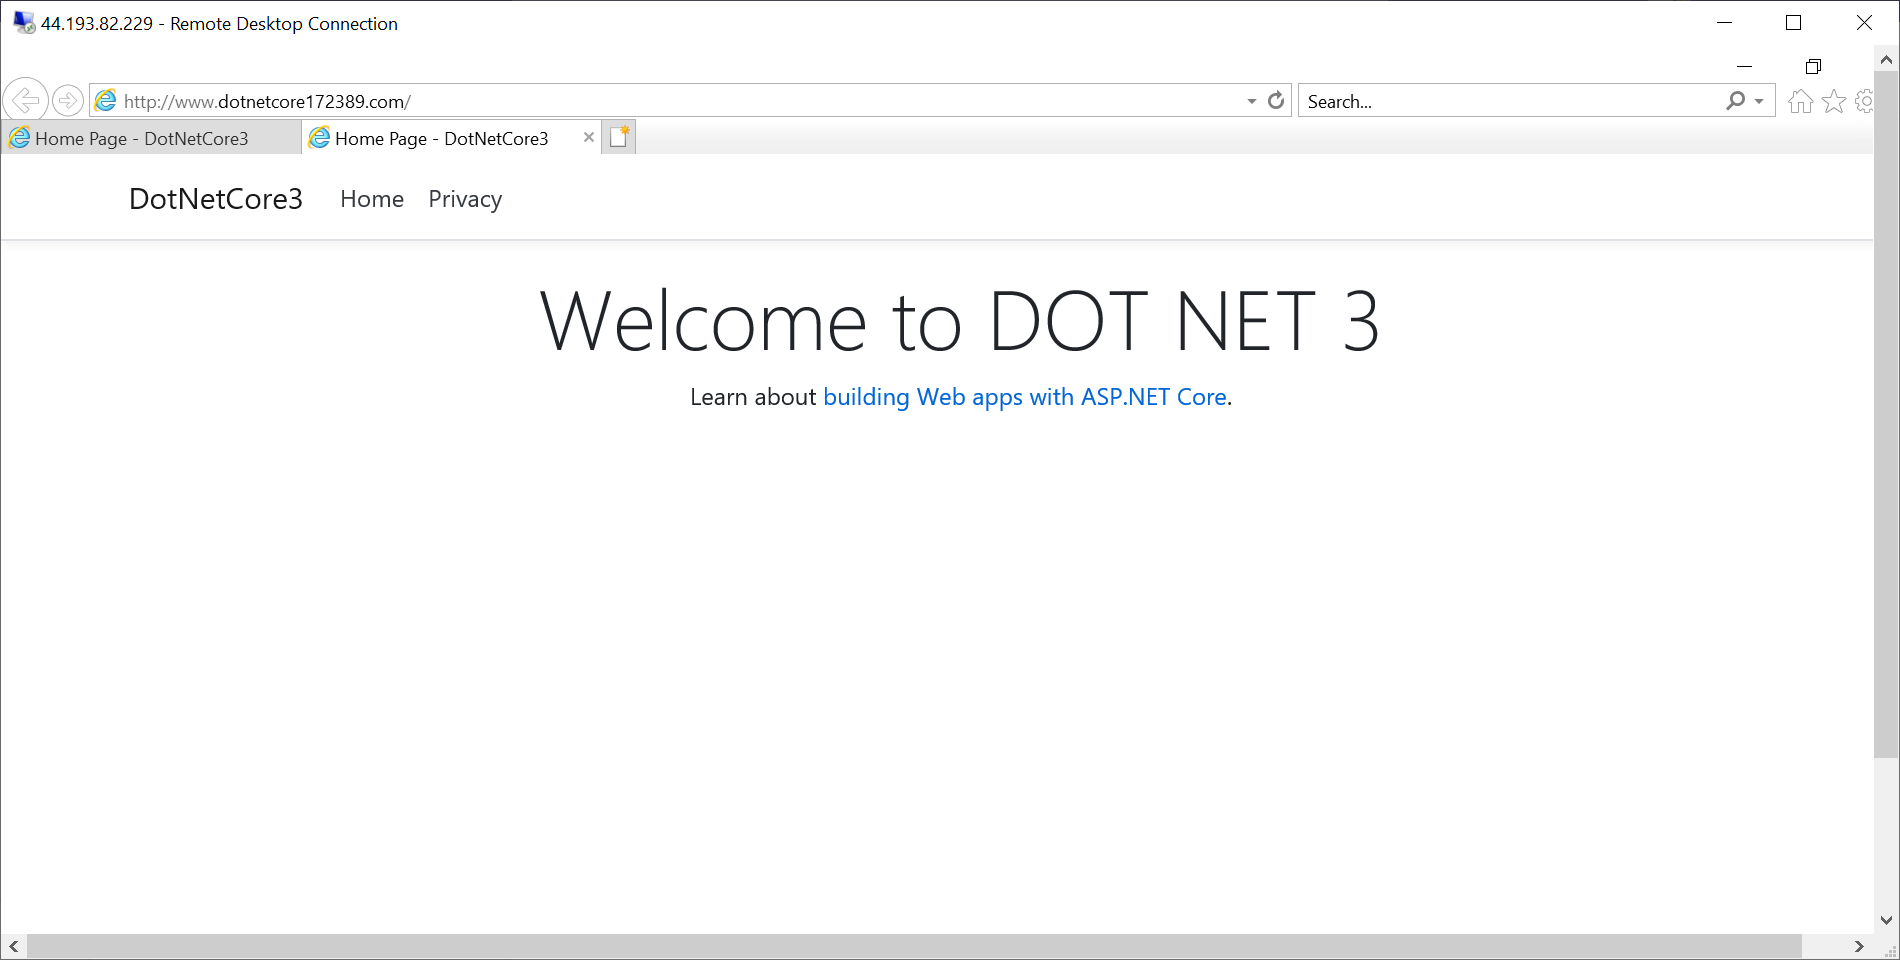 44.193.82.229 - Remote Desktop Connection
http://www.dotnetcore172389.com/
Search...
Home Page - DotNetCore3
Home Page - DotNetCore3
DotNetCore3 Home Privacy
Welcome to DOT NET 3
Learn about building Web apps with ASP.NET Core.